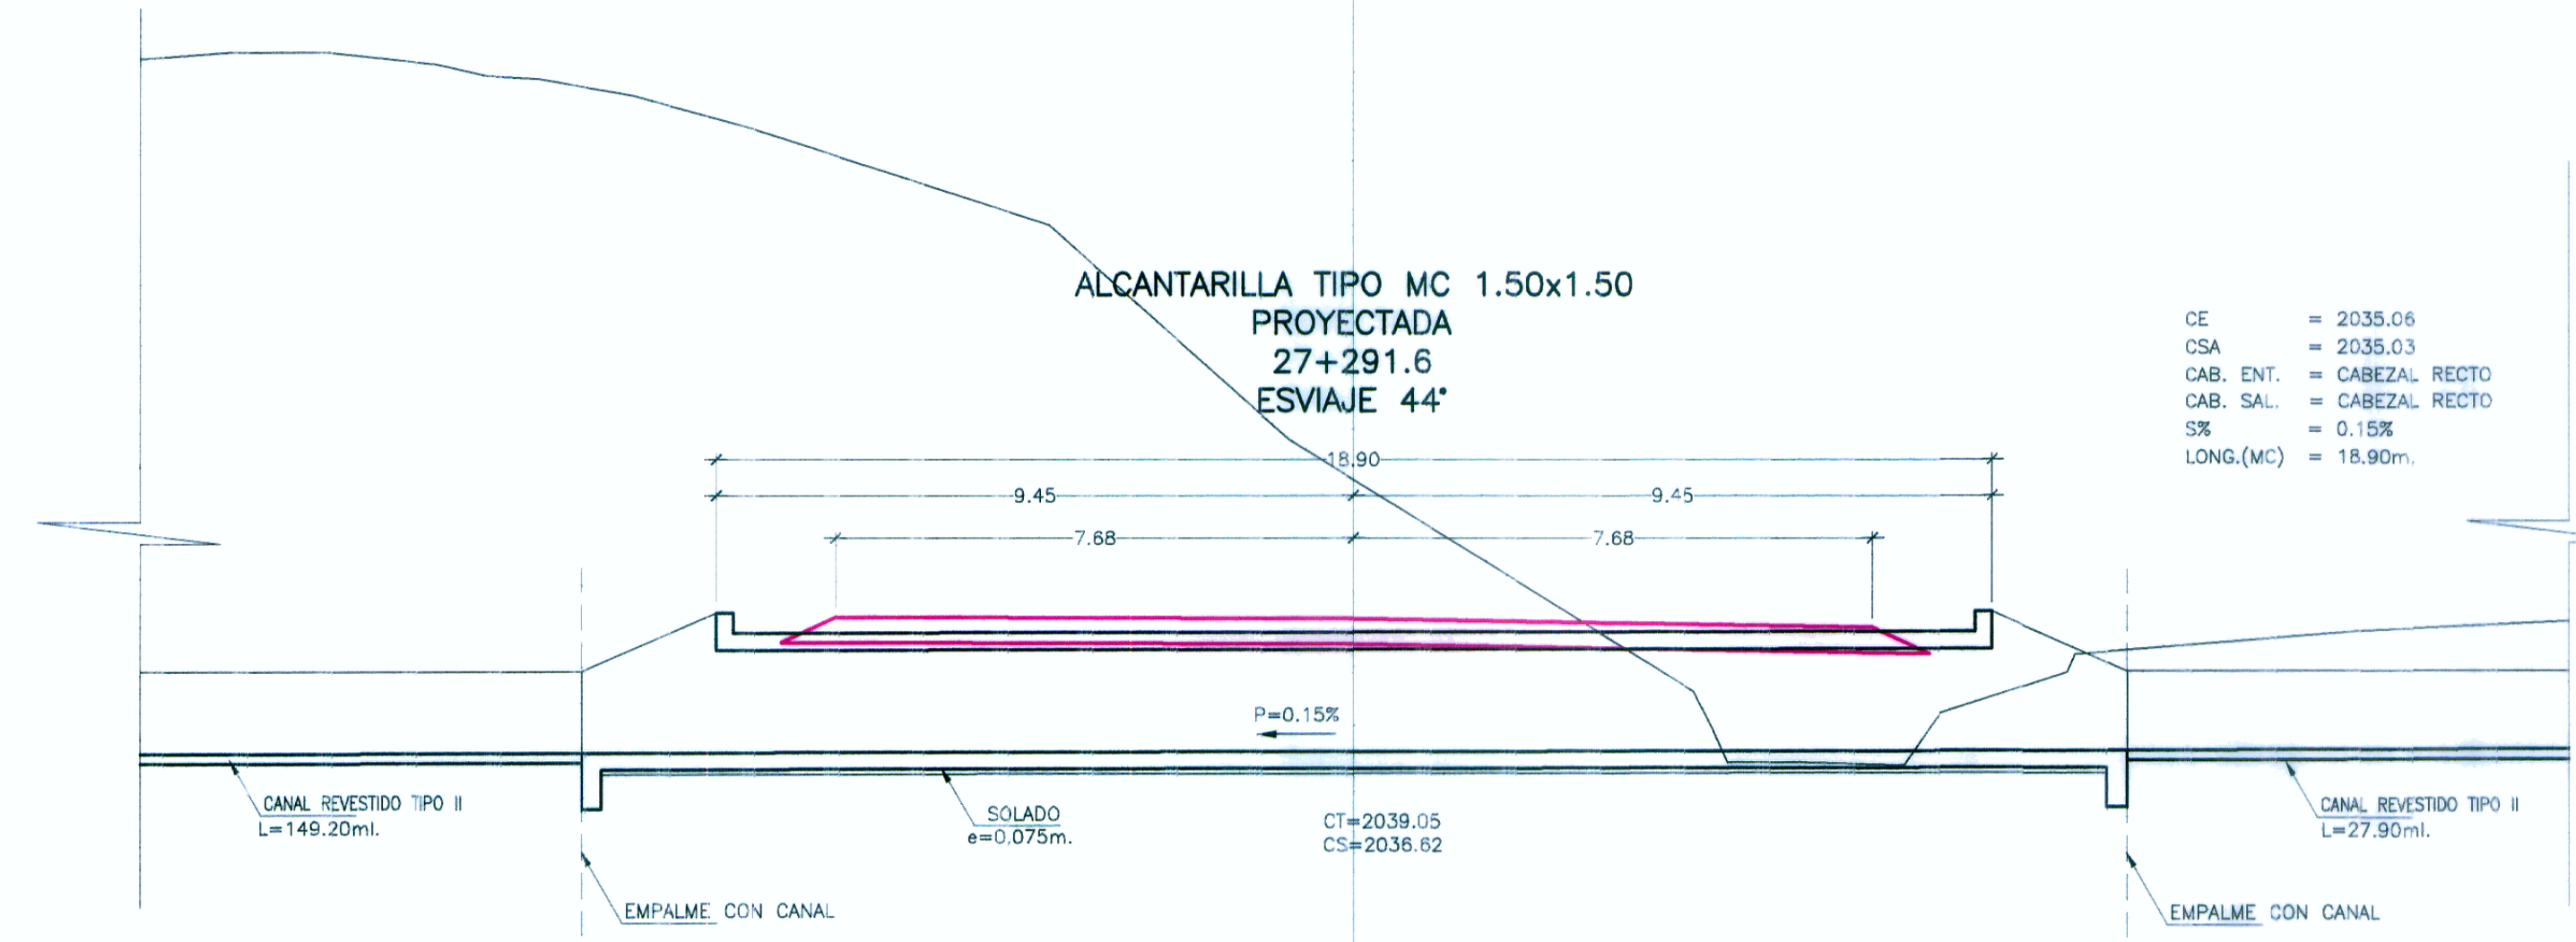 ALCANTARILLA TIPO MC 1.50x1.50
PROYECTADA
27+291.6
ESVIAJE 44°
CE = 2035.06
CSA = 2035.03
CAB. ENT. = CABEZAL RECTO
CAB. SAL. = CABEZAL RECTO
S% = 0.15%
LONG.(MC) = 18.90m.
18.90
9.45 9.45
7.68 7.68
P=0.15%
CANAL REVESTIDO TIPO II
L=149.20ml.
SOLADO
e=0.075m.
CT=2039.05
CS=2036.62
CANAL REVESTIDO TIPO II
L=27.90ml.
EMPALME CON CANAL
EMPALME CON CANAL